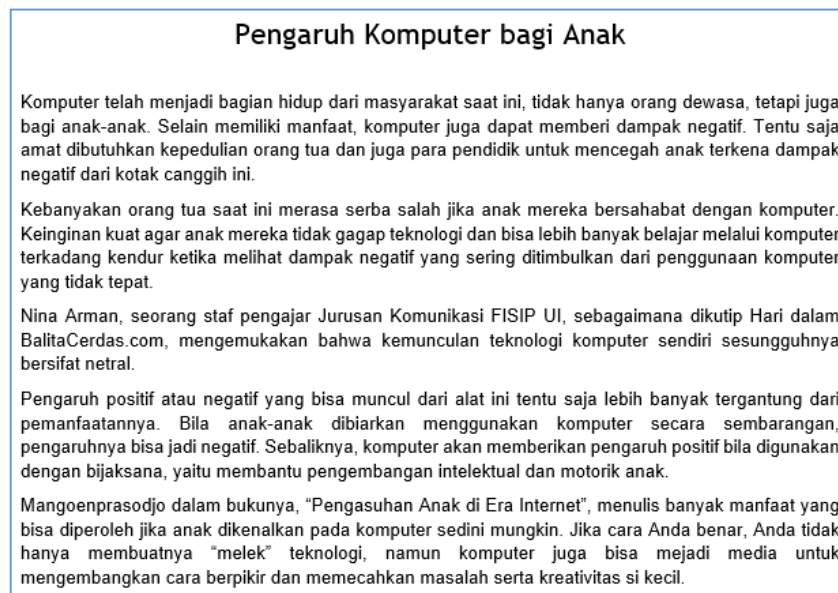 Pengaruh Komputer bagi Anak
Komputer telah menjadi bagian hidup dari masyarakat saat ini, tidak hanya orang dewasa, tetapi juga
bagi anak-anak. Selain memiliki manfaat, komputer juga dapat memberi dampak negatif. Tentu saja
amat dibutuhkan kepedulian orang tua dan juga para pendidik untuk mencegah anak terkena dampak
negatif dari kotak canggih ini.
Kebanyakan orang tua saat ini merasa serba salah jika anak mereka bersahabat dengan komputer.
Keinginan kuat agar anak mereka tidak gagap teknologi dan bisa lebih banyak belajar melalui komputer
terkadang kendur ketika melihat dampak negatif yang sering ditimbulkan dari penggunaan komputer
yang tidak tepat.
Nina Arman, seorang staf pengajar Jurusan Komunikasi FISIP UI, sebagaimana dikutip Hari dalam
BalitaCerdas.com, mengemukakan bahwa kemunculan teknologi komputer sendiri sesungguhnya
bersifat netral.
Pengaruh positif atau negatif yang bisa muncul dari alat ini tentu saja lebih banyak tergantung dari
pemanfaatannya. Bila anak-anak dibiarkan menggunakan komputer secara sembarangan,
pengaruhnya bisa jadi negatif. Sebaliknya, komputer akan memberikan pengaruh positif bila digunakan
dengan bijaksana, yaitu membantu pengembangan intelektual dan motorik anak.
Mangoenprasodjo dalam bukunya, “Pengasuhan Anak di Era Internet”, menulis banyak manfaat yang
bisa diperoleh jika anak dikenalkan pada komputer sedini mungkin. Jika cara Anda benar, Anda tidak
hanya membuatnya “melek” teknologi, namun komputer juga bisa mejadi media untuk
mengembangkan cara berpikir dan memecahkan masalah serta kreativitas si kecil.